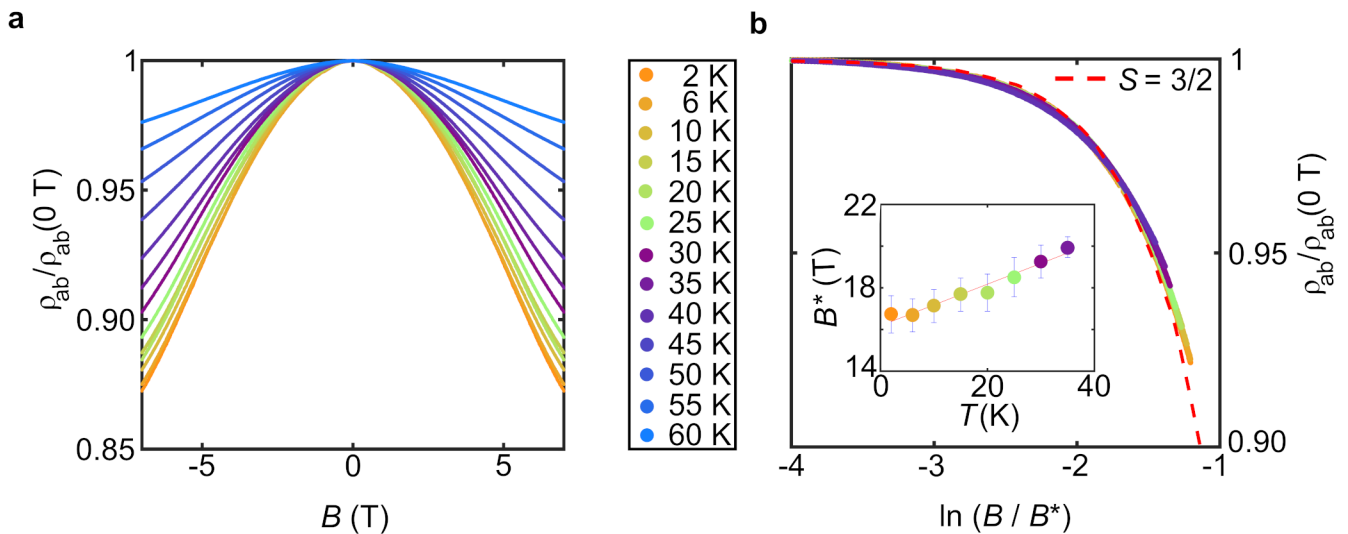 a
1
0.95
0.90
0.85
ρab/ρab(0 T)
-5
0
5
B (T)
2 K
6 K
10 K
15 K
20 K
25 K
30 K
35 K
40 K
45 K
50 K
55 K
60 K
b
S = 3/2
1
0.95
0.90
ρab/ρab(0 T)
22
18
14
B* (T)
0
20
40
T(K)
-4
-3
-2
-1
ln (B / B*)